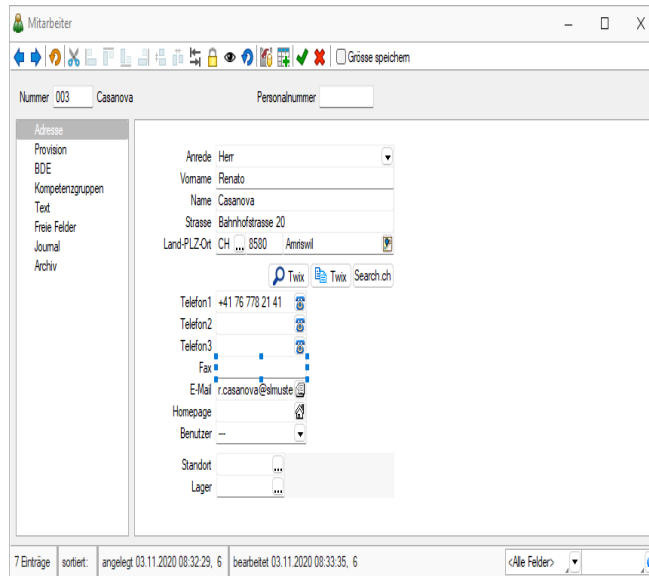 Mitarbeiter
Grösse speichern
Nummer 003 Casanova Personalnummer
Adresse
Provision
BDE
Kompetenzgruppen
Text
Freie Felder
Journal
Archiv
Anrede Herr
Vorname Renato
Name Casanova
Strasse Bahnhofstrasse 20
Land-PLZ-Ort CH ... 8580 Amriswil
Twix Twix Search.ch
Telefon1 +41 76 778 21 41
Telefon2
Telefon3
Fax
E-Mail r.casanova@slmuste
Homepage
Benutzer ---
Standort ...
Lager ...
7 Einträge sortiert: angelegt 03.11.2020 08:32:29, 6 bearbeitet 03.11.2020 08:33:35, 6 <Alle Felder>